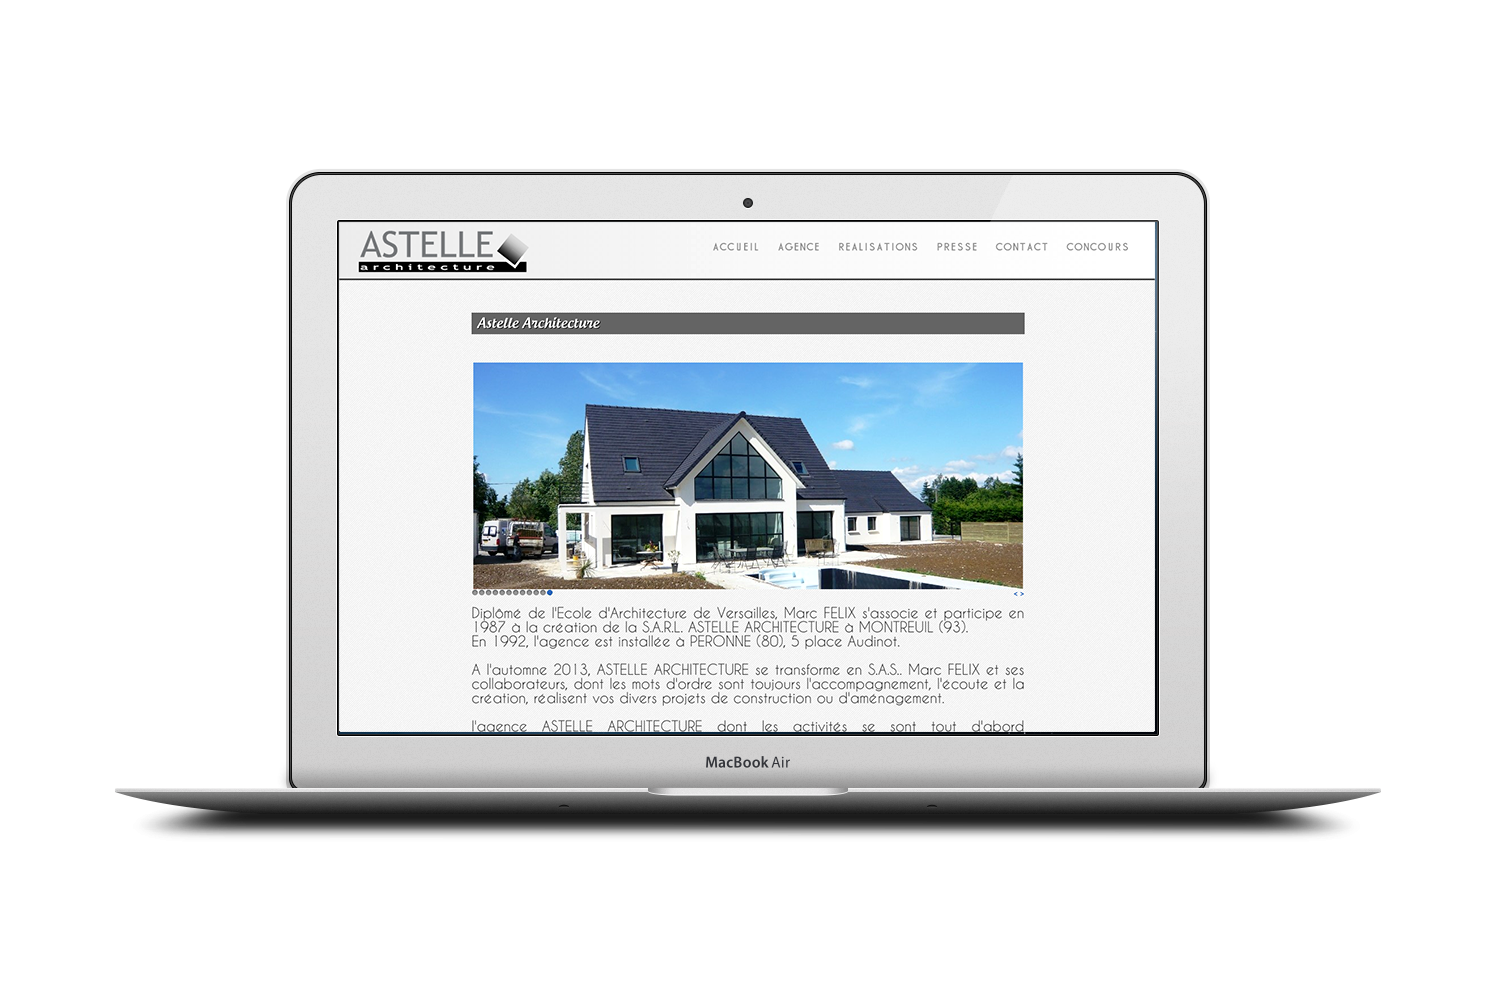 ASTELLE
architecture
ACCUEIL AGENCE REALISATIONS PRESSE CONTACT CONCOURS
Astelle Architecture
< >
Diplômé de l'Ecole d'Architecture de Versailles, Marc FELIX s'associe et participe en
1987 à la création de la S.A.R.L. ASTELLE ARCHITECTURE à MONTREUIL (93).
En 1992, l'agence est installée à PERONNE (80), 5 place Audinot.
A l'automne 2013, ASTELLE ARCHITECTURE se transforme en S.A.S.. Marc FELIX et ses
collaborateurs, dont les mots d'ordre sont toujours l'accompagnement, l'écoute et la
création, réalisent vos divers projets de construction ou d'aménagement.
l'agence ASTELLE ARCHITECTURE dont les activités se sont tout d'abord
MacBook Air